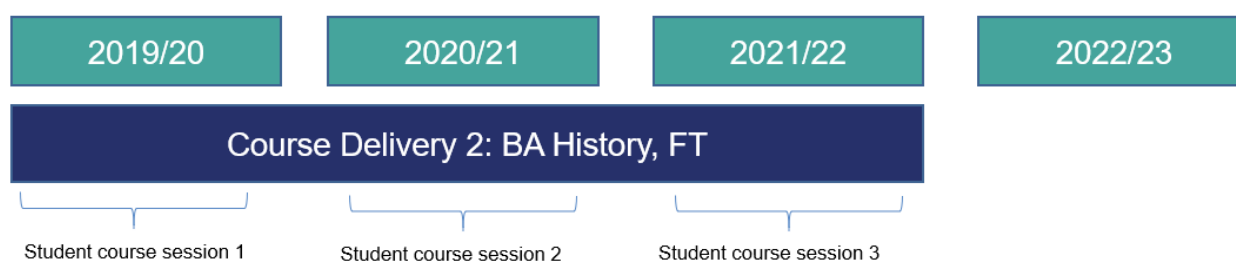 2019/20
2020/21
2021/22
2022/23
Course Delivery 2: BA History, FT
Student course session 1
Student course session 2
Student course session 3